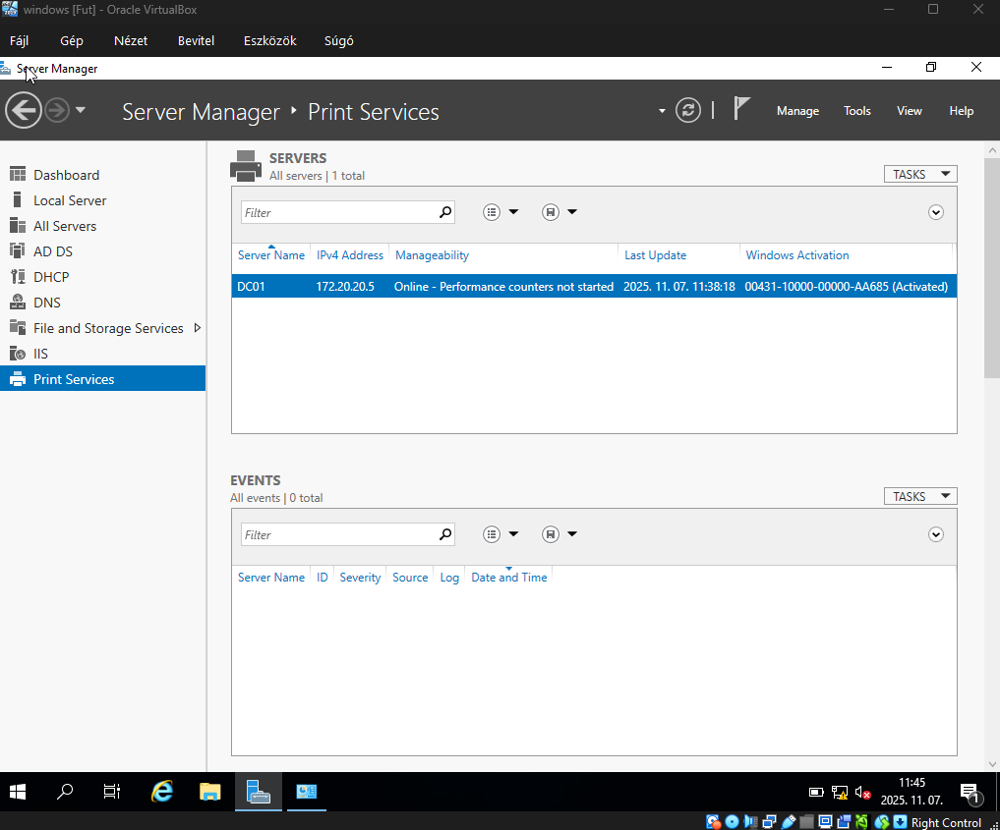 windows [Fut] - Oracle VirtualBox
Fájl Gép Nézet Bevitel Eszközök Súgó
Server Manager
Server Manager Print Services
Manage Tools View Help
Dashboard
Local Server
All Servers
AD DS
DHCP
DNS
File and Storage Services
IIS
Print Services
SERVERS
All servers | 1 total
TASKS
Filter
Server Name IPv4 Address Manageability Last Update Windows Activation
DC01 172.20.20.5 Online - Performance counters not started 2025. 11. 07. 11:38:18 00431-10000-00000-AA685 (Activated)
EVENTS
All events | 0 total
TASKS
Filter
Server Name ID Severity Source Log Date and Time
11:45
2025. 11. 07.
1
Right Control